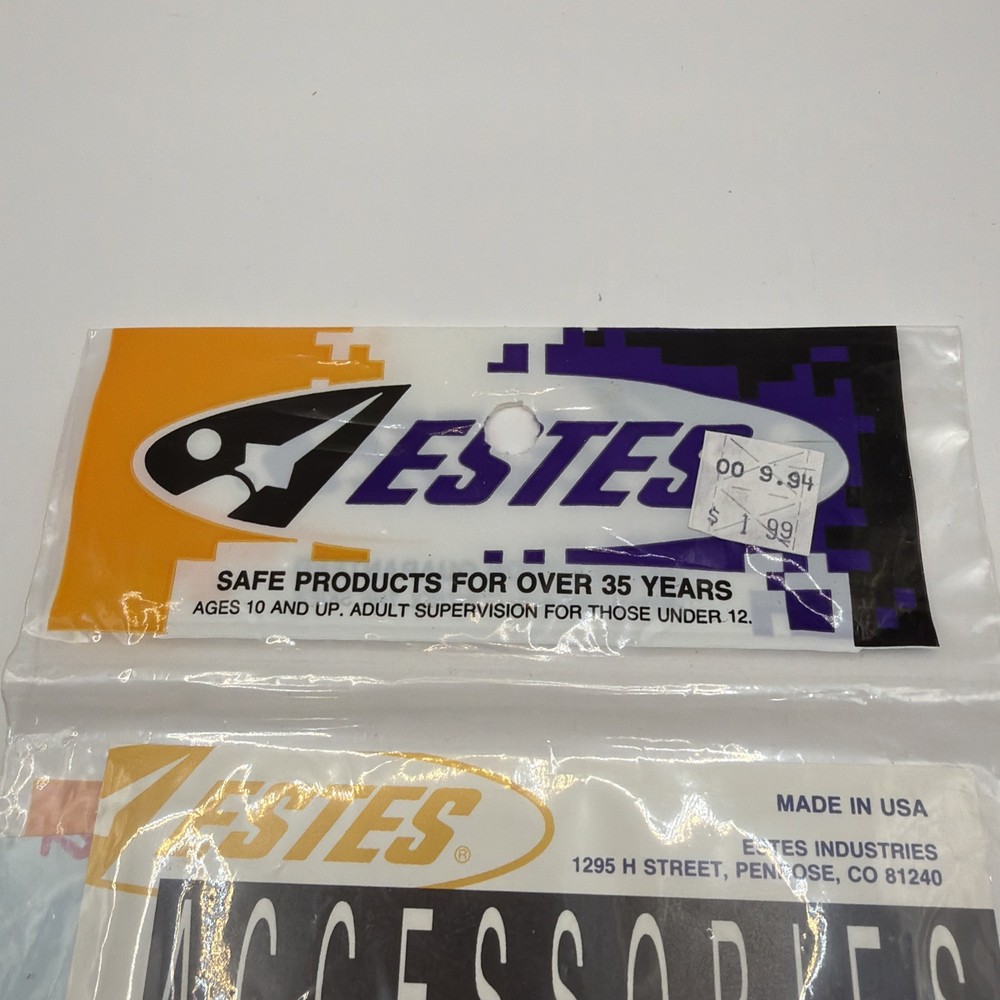 ESTES
00 9.94
$ 1 99
SAFE PRODUCTS FOR OVER 35 YEARS
AGES 10 AND UP. ADULT SUPERVISION FOR THOSE UNDER 12.
ESTES®
MADE IN USA
ESTES INDUSTRIES
1295 H STREET, PENROSE, CO 81240
ACCESSORIES